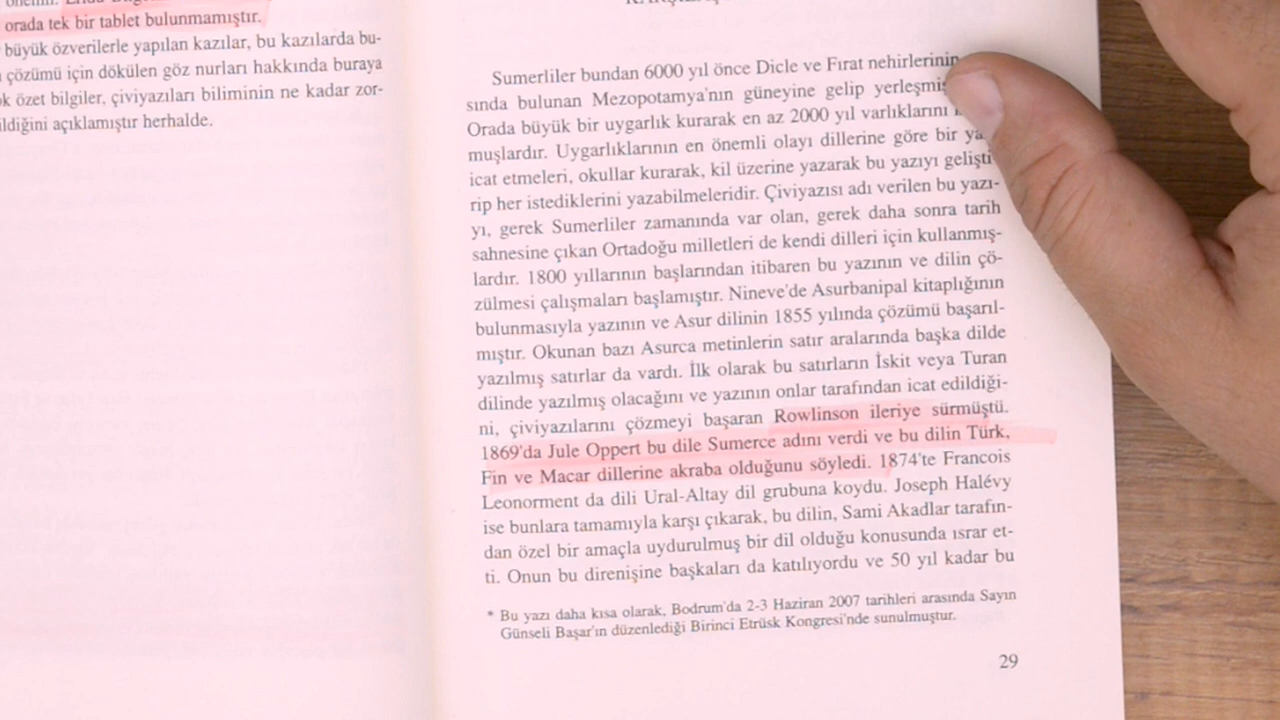 orada tek bir tablet bulunmamıştır.
büyük özverilerle yapılan kazılar, bu kazılarda bu-
çözümü için dökülen göz nurları hakkında buraya
özet bilgiler, çiviyazıları biliminin ne kadar zor-
açıklamıştır herhalde.
Sumerliler bundan 6000 yıl önce Dicle ve Fırat nehirlerinin
sında bulunan Mezopotamya'nın güneyine gelip
Orada büyük bir uygarlık kurarak en az 2000 yıl varlıklarını
muşlardır. Uygarlıklarının en önemli olayı dillerine göre bir
icat etmeleri, okullar kurarak, kil üzerine yazarak bu yazıyı gelişti
rip her istediklerini yazabilmeleridir. Çiviyazısı adı verilen bu yazı-
yı, gerek Sumerliler zamanında var olan, gerek daha sonra tarih
sahnesine çıkan Ortadoğu milletleri de kendi dilleri için kullanmış-
lardır. 1800 yıllarının başlarından itibaren bu yazının ve dilin çö-
zülmesi çalışmaları başlamıştır. Nineve'de Asurbanipal kitaplığının
bulunmasıyla yazının ve Asur dilinin 1855 yılında çözümü başarıl-
mıştır. Okunan bazı Asurca metinlerin satır aralarında başka dilde
yazılmış satırlar da vardı. İlk olarak bu satırların İskit veya Turan
dilinde yazılmış olacağını ve yazının onlar tarafından icat edildiği-
ni, çiviyazılarını çözmeyi başaran Rowlinson ileriye sürmüştü.
1869'da Jule Oppert bu dile Sumerce adını verdi ve bu dilin Türk,
Fin ve Macar dillerine akraba olduğunu söyledi. 1874'te Francois
Leonorment da dili Ural-Altay dil grubuna koydu. Joseph Halévy
ise bunlara tamamıyla karşı çıkarak, bu dilin, Sami Akadlar tarafın-
dan özel bir amaçla uydurulmuş bir dil olduğu konusunda ısrar et-
ti. Onun bu direnişine başkaları da katılıyordu ve 50 yıl kadar bu
* Bu yazı daha kısa olarak, Bodrum'da 2-3 Haziran 2007 tarihleri arasında Sayın
Günseli Başar'ın düzenlediği Birinci Etrüsk Kongresi'nde sunulmuştur.
29